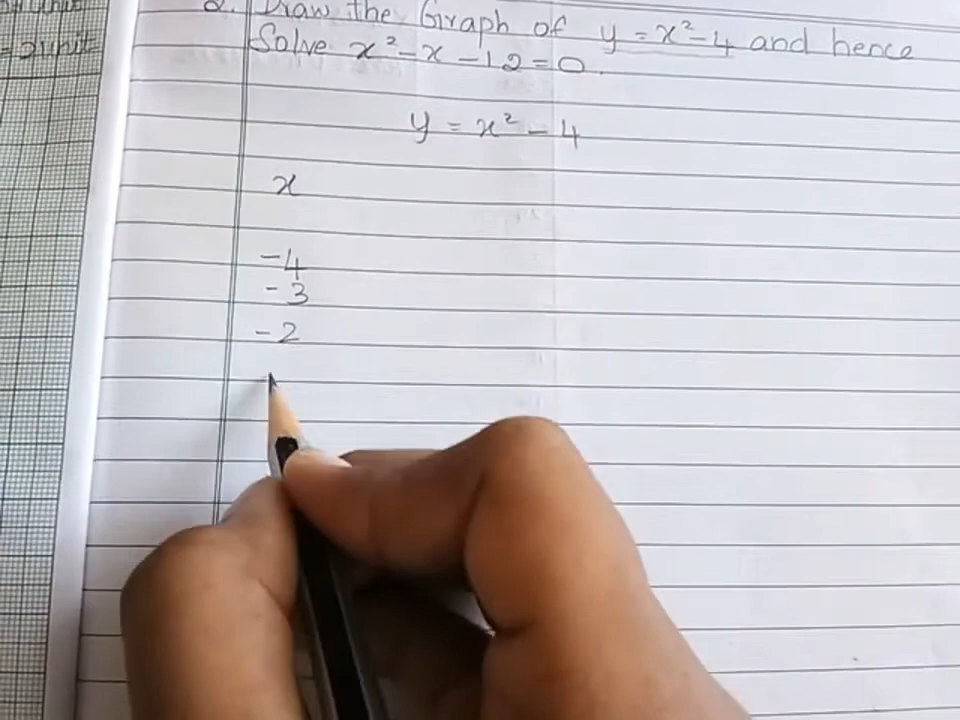 2. Draw the Graph of y = x² - 4 and hence
Solve x² - x - 12 = 0.
y = x² - 4
x
-4
-3
-2